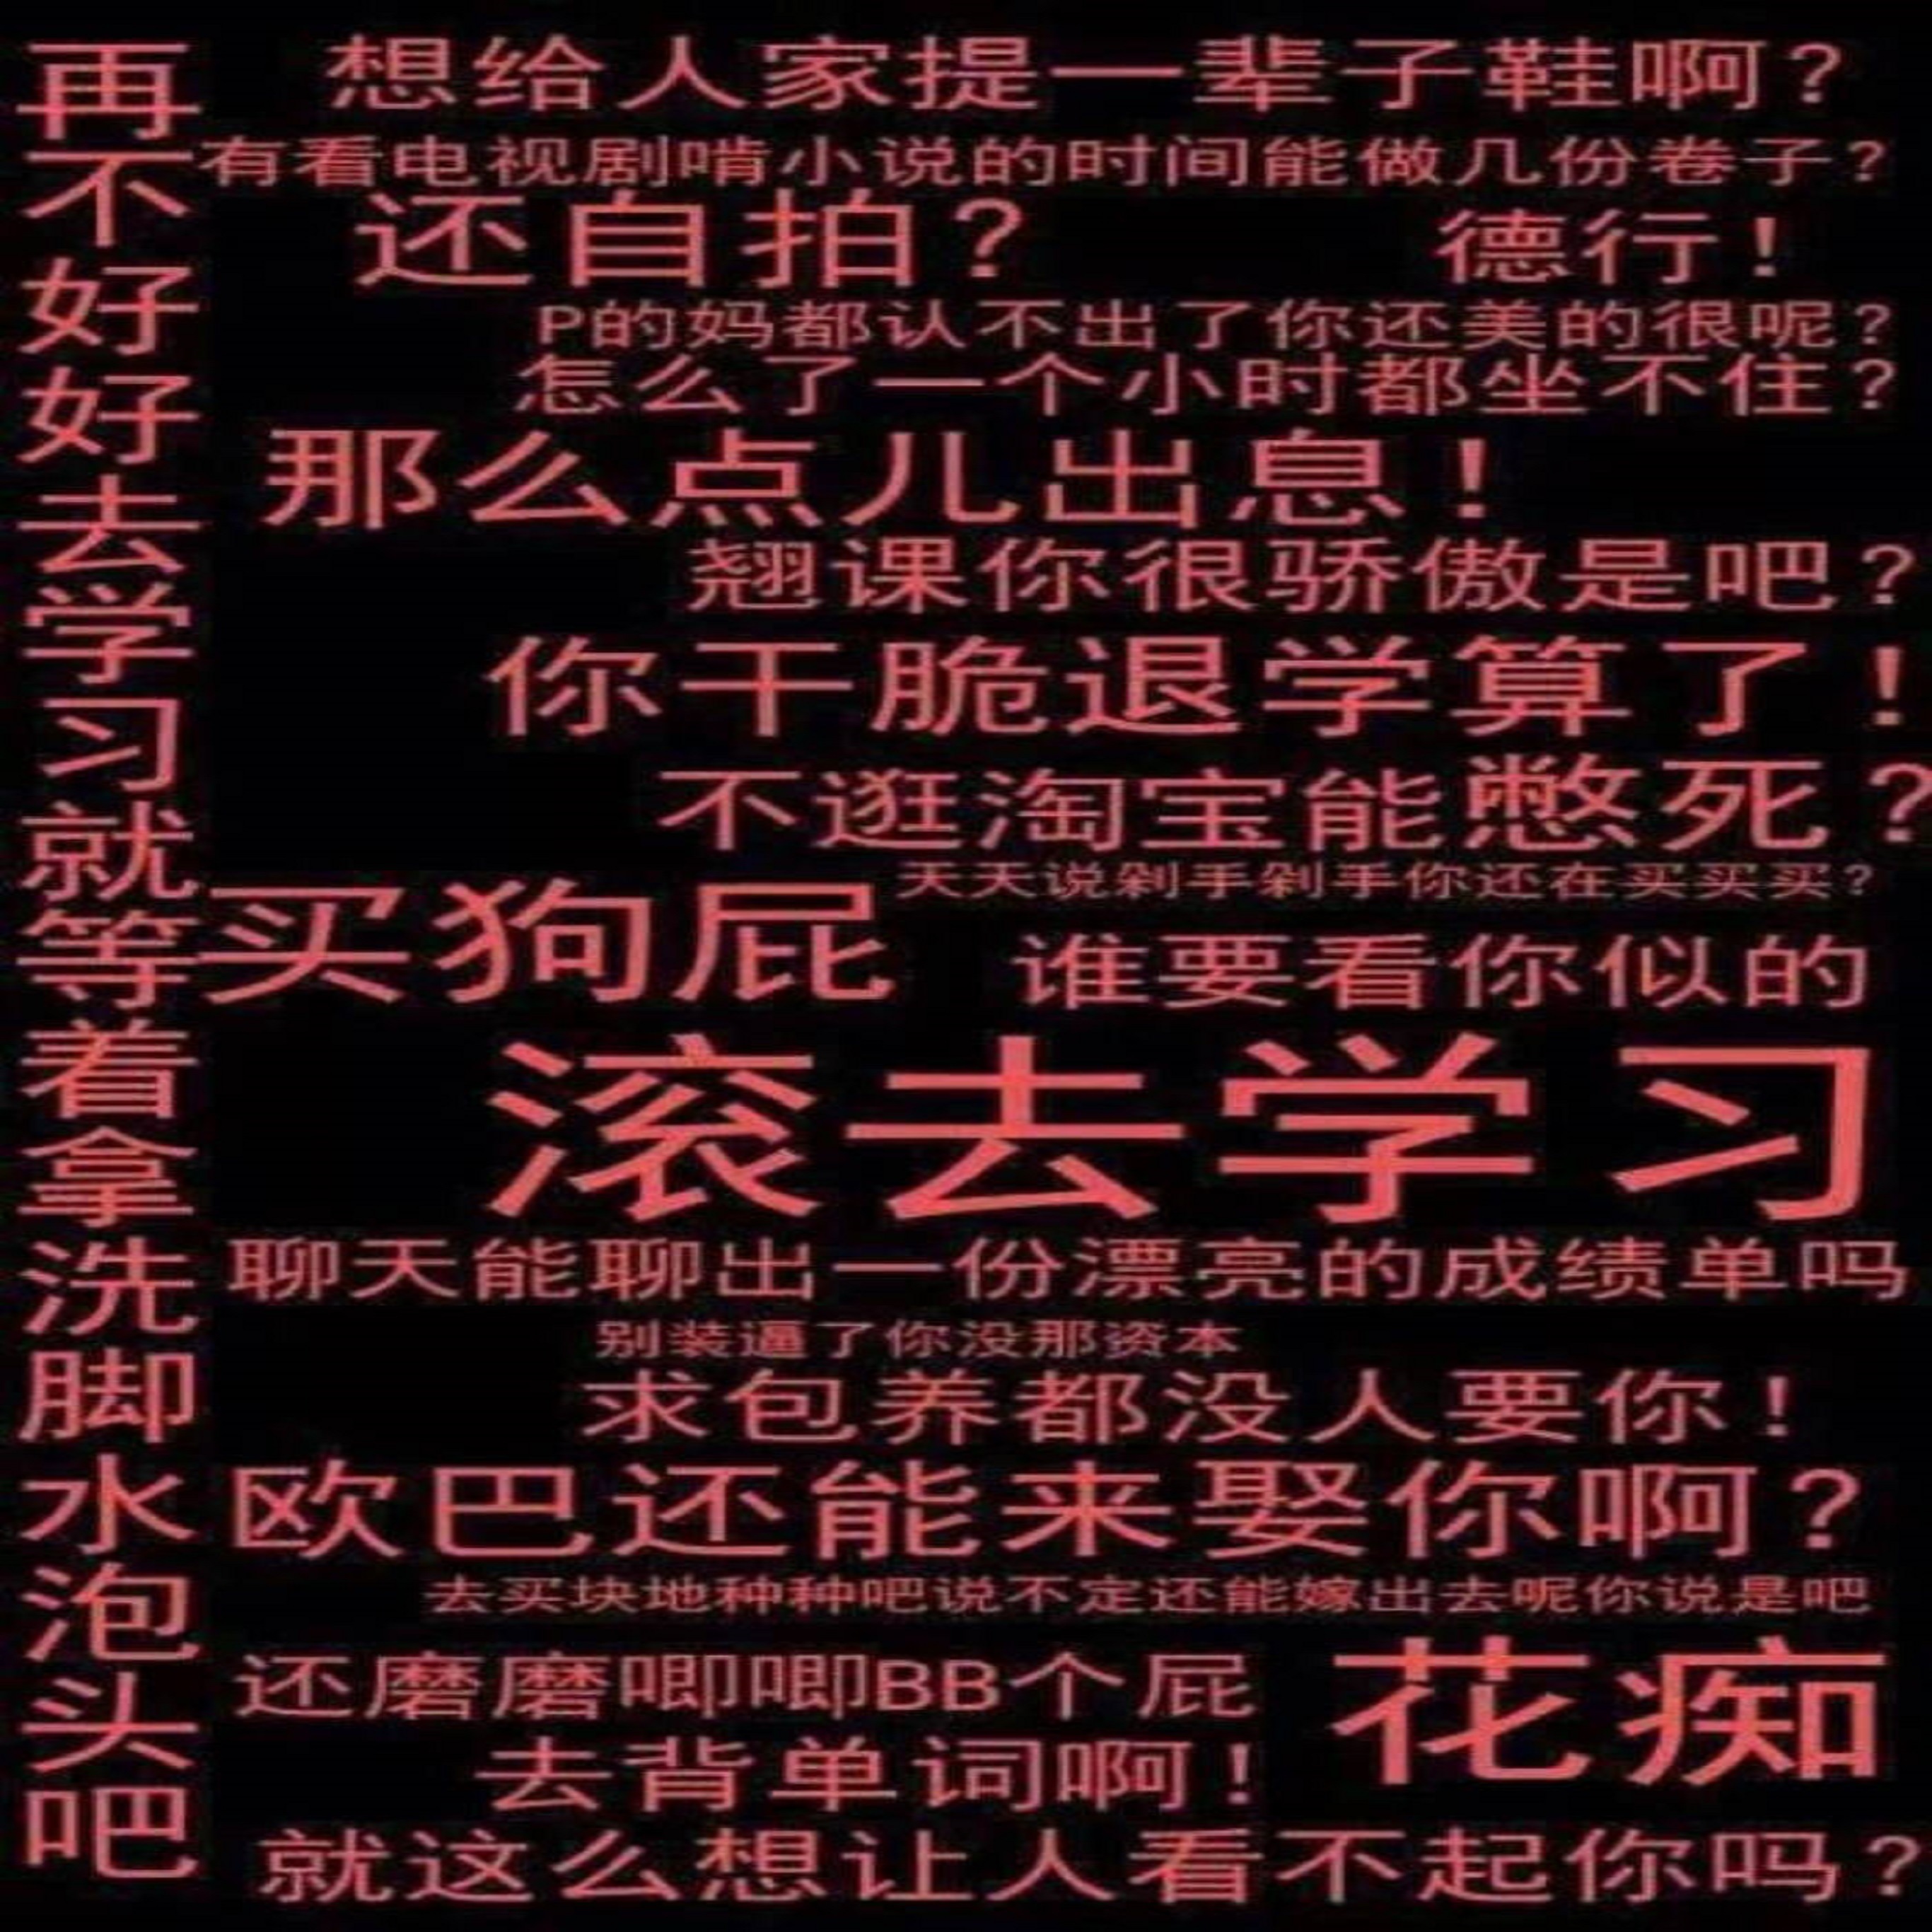 再不好好去学习就等着拿洗脚水泡头吧
想给人家提一辈子鞋啊？
有看电视剧啃小说的时间能做几份卷子？
还自拍？ 德行！
P的妈都认不出了你还美的很呢？
怎么了一个小时都坐不住？
那么点儿出息！
翘课你很骄傲是吧？
你干脆退学算了！
不逛淘宝能憋死？
天天说剁手剁手你还在买买买？
买狗屁 谁要看你似的
滚去学习
聊天能聊出一份漂亮的成绩单吗
别装逼了你没那资本
求包养都没人要你！
欧巴还能来娶你啊？
去买块地种种吧说不定还能嫁出去呢你说是吧
还磨磨唧唧BB个屁 花痴
去背单词啊！
就这么想让人看不起你吗？